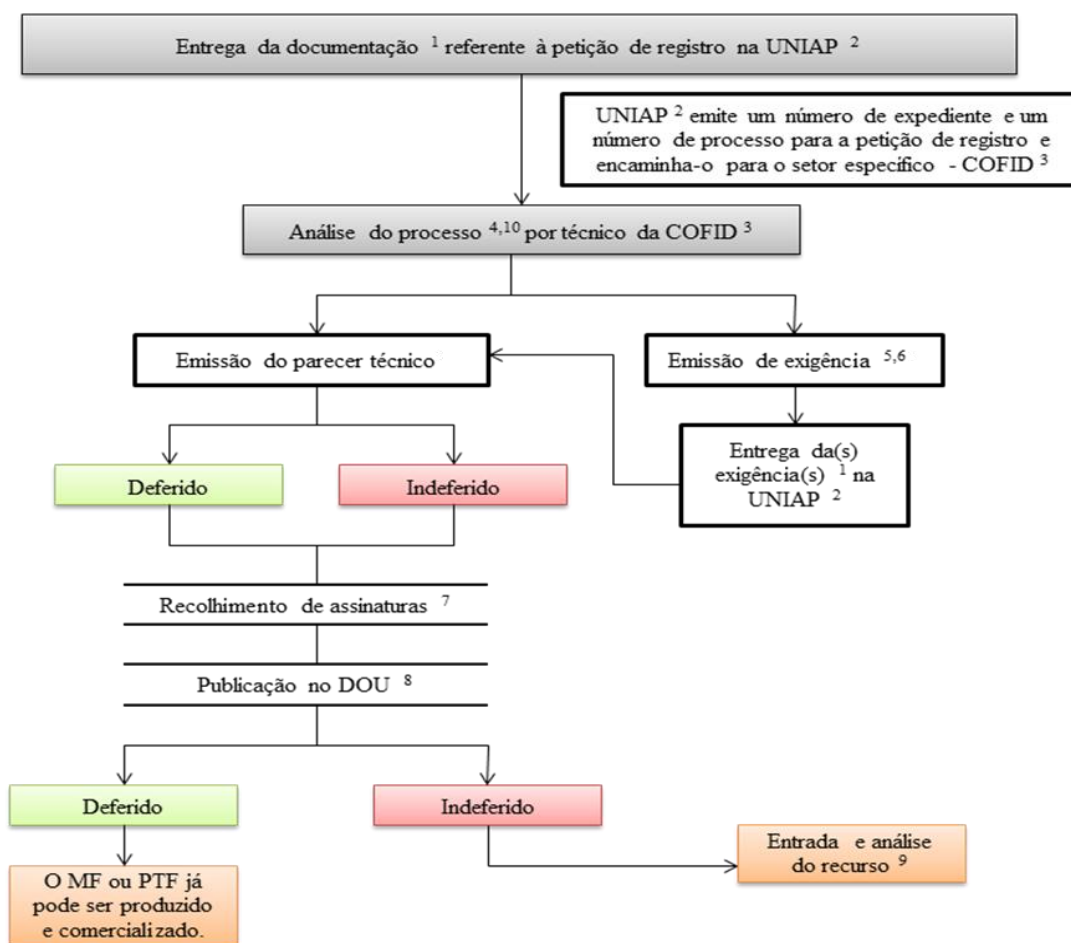 Entrega da documentação ¹ referente à petição de registro na UNIAP ²
UNIAP ² emite um número de expediente e um
número de processo para a petição de registro e
encaminha-o para o setor específico - COFID ³
Análise do processo ⁴,¹⁰ por técnico da COFID ³
Emissão do parecer técnico
Emissão de exigência ⁵,⁶
Entrega da(s)
exigência(s) ¹ na
UNIAP ²
Deferido
Indeferido
Recolhimento de assinaturas ⁷
Publicação no DOU ⁸
Deferido
Indeferido
Entrada e análise
do recurso ⁹
O MF ou PTF já
pode ser produzido
e comercializado.